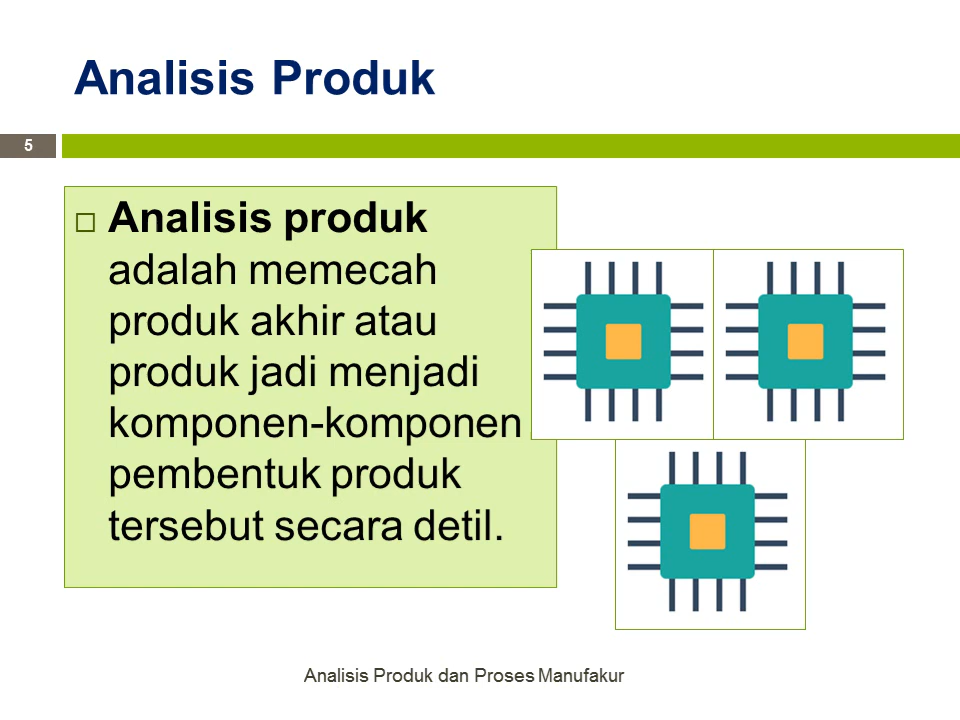 Analisis Produk
5
Analisis produk
adalah memecah
produk akhir atau
produk jadi menjadi
komponen-komponen
pembentuk produk
tersebut secara detil.
Analisis Produk dan Proses Manufakur